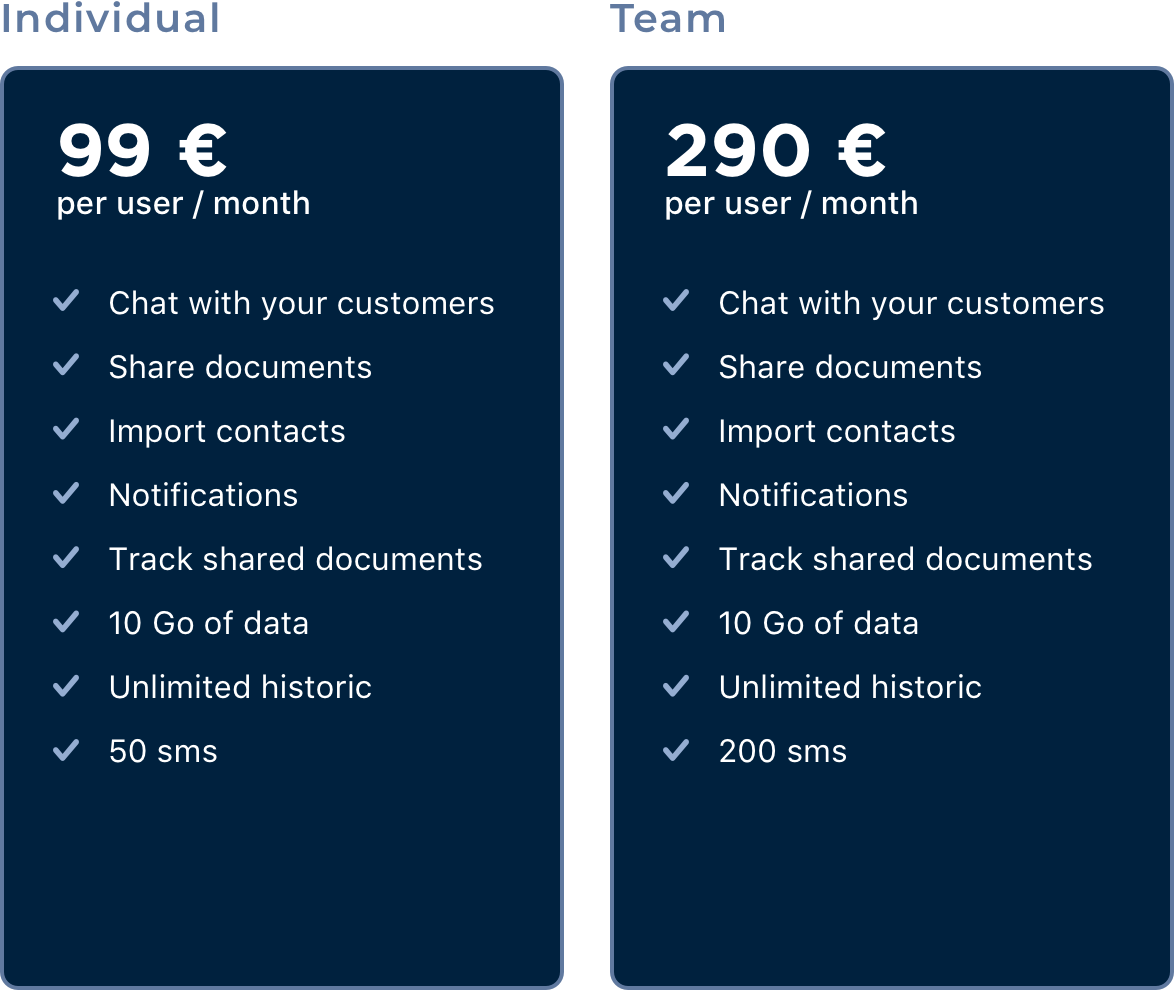 Individual
99 €
per user / month
Chat with your customers
Share documents
Import contacts
Notifications
Track shared documents
10 Go of data
Unlimited historic
50 sms
Team
290 €
per user / month
Chat with your customers
Share documents
Import contacts
Notifications
Track shared documents
10 Go of data
Unlimited historic
200 sms